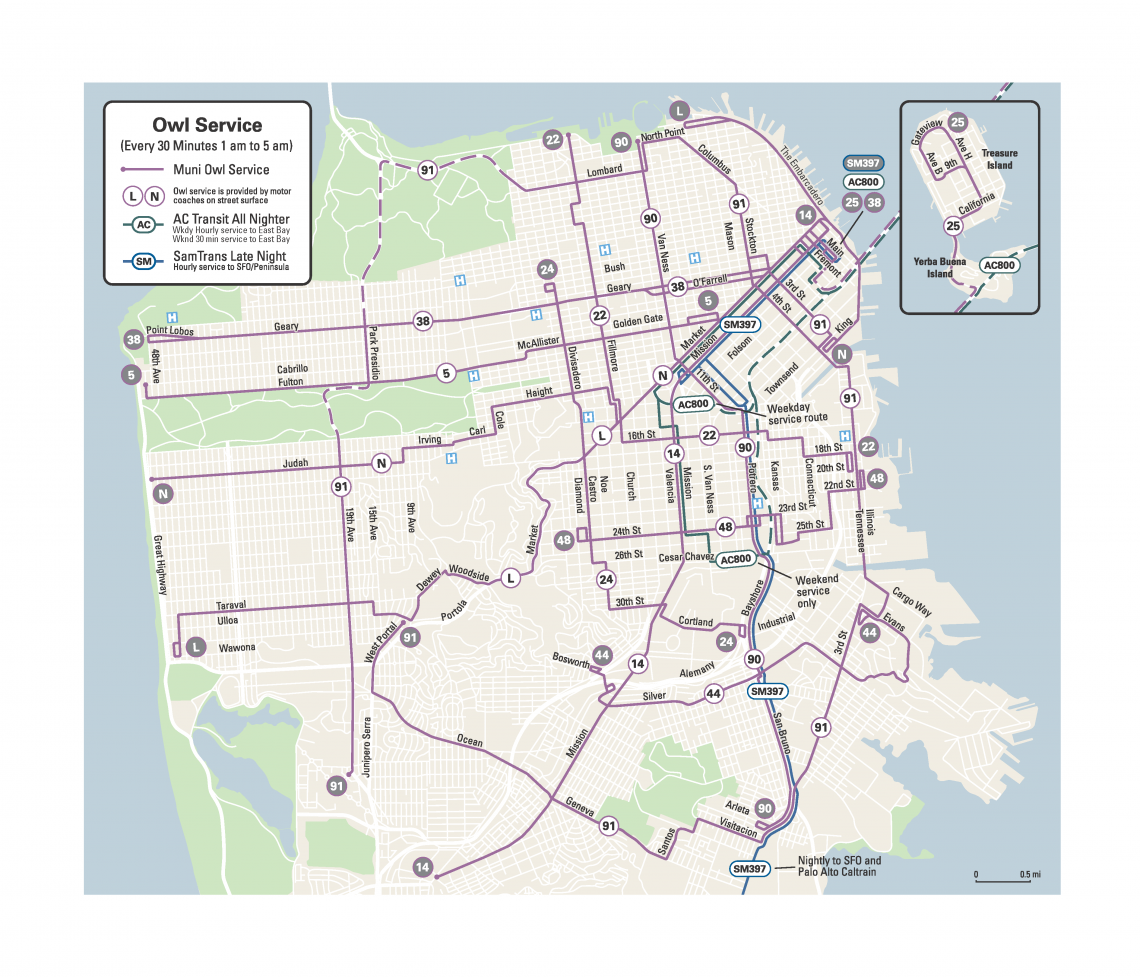 Owl Service
(Every 30 Minutes 1 am to 5 am)
Muni Owl Service
L N
Owl service is provided by motor
coaches on street surface
AC
AC Transit All Nighter
Wkdy Hourly service to East Bay
Wknd 30 min service to East Bay
SM
SamTrans Late Night
Hourly service to SFO/Peninsula
22
90
North Point
L
Columbus
The Embarcadero
91
Lombard
SM397
AC800
25 38
25
Gateview
Ave H
Treasure
Island
Ave B
9th
California
25
Yerba Buena
Island
AC800
90
91
14
Van Ness
Mason
Stockton
Main
Fremont
H
H
H
24
Bush
Geary
38
O'Farrell
3rd St
4th St
H
H
22
5
Golden Gate
38
Point Lobos
Geary
38
48th Ave
Park Presidio
McAllister
Divisadero
Fillmore
Market
Mission
SM397
Folsom
91
King
N
5
Cabrillo
Fulton
5
H
N
11th St
Townsend
Haight
AC800
Weekday
service route
91
Cole
Carl
Irving
H
L
16th St
22
90
18th St
H
22
Judah
N
H
14
20th St
22nd St
48
N
91
19th Ave
15th Ave
9th Ave
Diamond
Castro
Noe
Church
Valencia
Mission
S. Van Ness
Potrero
Kansas
Connecticut
H
23rd St
25th St
Illinois
Tennessee
Great Highway
Market
48
24th St
48
26th St
Cesar Chavez
AC800
Weekend
service
only
Dewey
Woodside
L
24
Portola
30th St
Bayshore
Cargo Way
Taraval
Ulloa
L
Wawona
West Portal
91
Cortland
24
Industrial
3rd St
Evans
44
Bosworth
44
14
Alemany
90
Silver
44
SM397
Junipero Serra
Ocean
Mission
San Bruno
91
91
Geneva
91
Santos
Arleta
90
Visitacion
14
SM397
Nightly to SFO and
Palo Alto Caltrain
0 0.5 mi